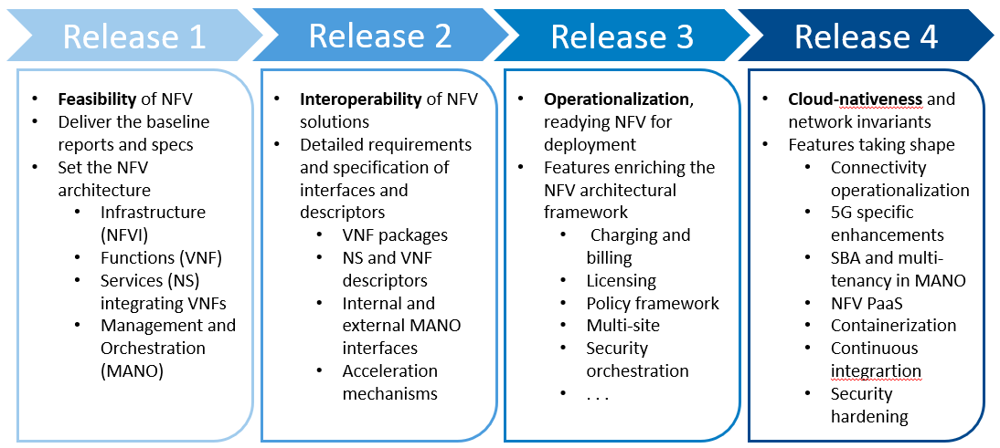 Release 1
Release 2
Release 3
Release 4
• Feasibility of NFV
• Deliver the baseline
reports and specs
• Set the NFV
architecture
• Infrastructure
(NFVI)
• Functions (VNF)
• Services (NS)
integrating VNFs
• Management and
Orchestration
(MANO)
• Interoperability of NFV
solutions
• Detailed requirements
and specification of
interfaces and
descriptors
• VNF packages
• NS and VNF
descriptors
• Internal and
external MANO
interfaces
• Acceleration
mechanisms
• Operationalization,
readying NFV for
deployment
• Features enriching the
NFV architectural
framework
• Charging and
billing
• Licensing
• Policy framework
• Multi-site
• Security
orchestration
• . . .
• Cloud-nativeness and
network invariants
• Features taking shape
• Connectivity
operationalization
• 5G specific
enhancements
• SBA and multi-
tenancy in MANO
• NFV PaaS
• Containerization
• Continuous
integrartion
• Security
hardening